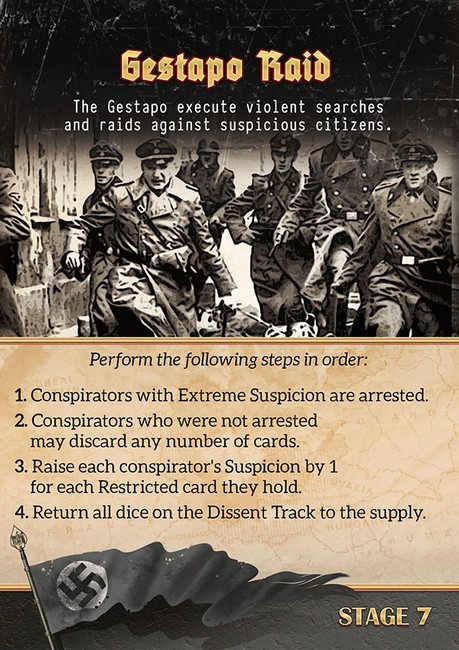 Gestapo Raid
The Gestapo execute violent searches
and raids against suspicious citizens.
Perform the following steps in order:
1. Conspirators with Extreme Suspicion are arrested.
2. Conspirators who were not arrested
may discard any number of cards.
3. Raise each conspirator's Suspicion by 1
for each Restricted card they hold.
4. Return all dice on the Dissent Track to the supply.
STAGE 7